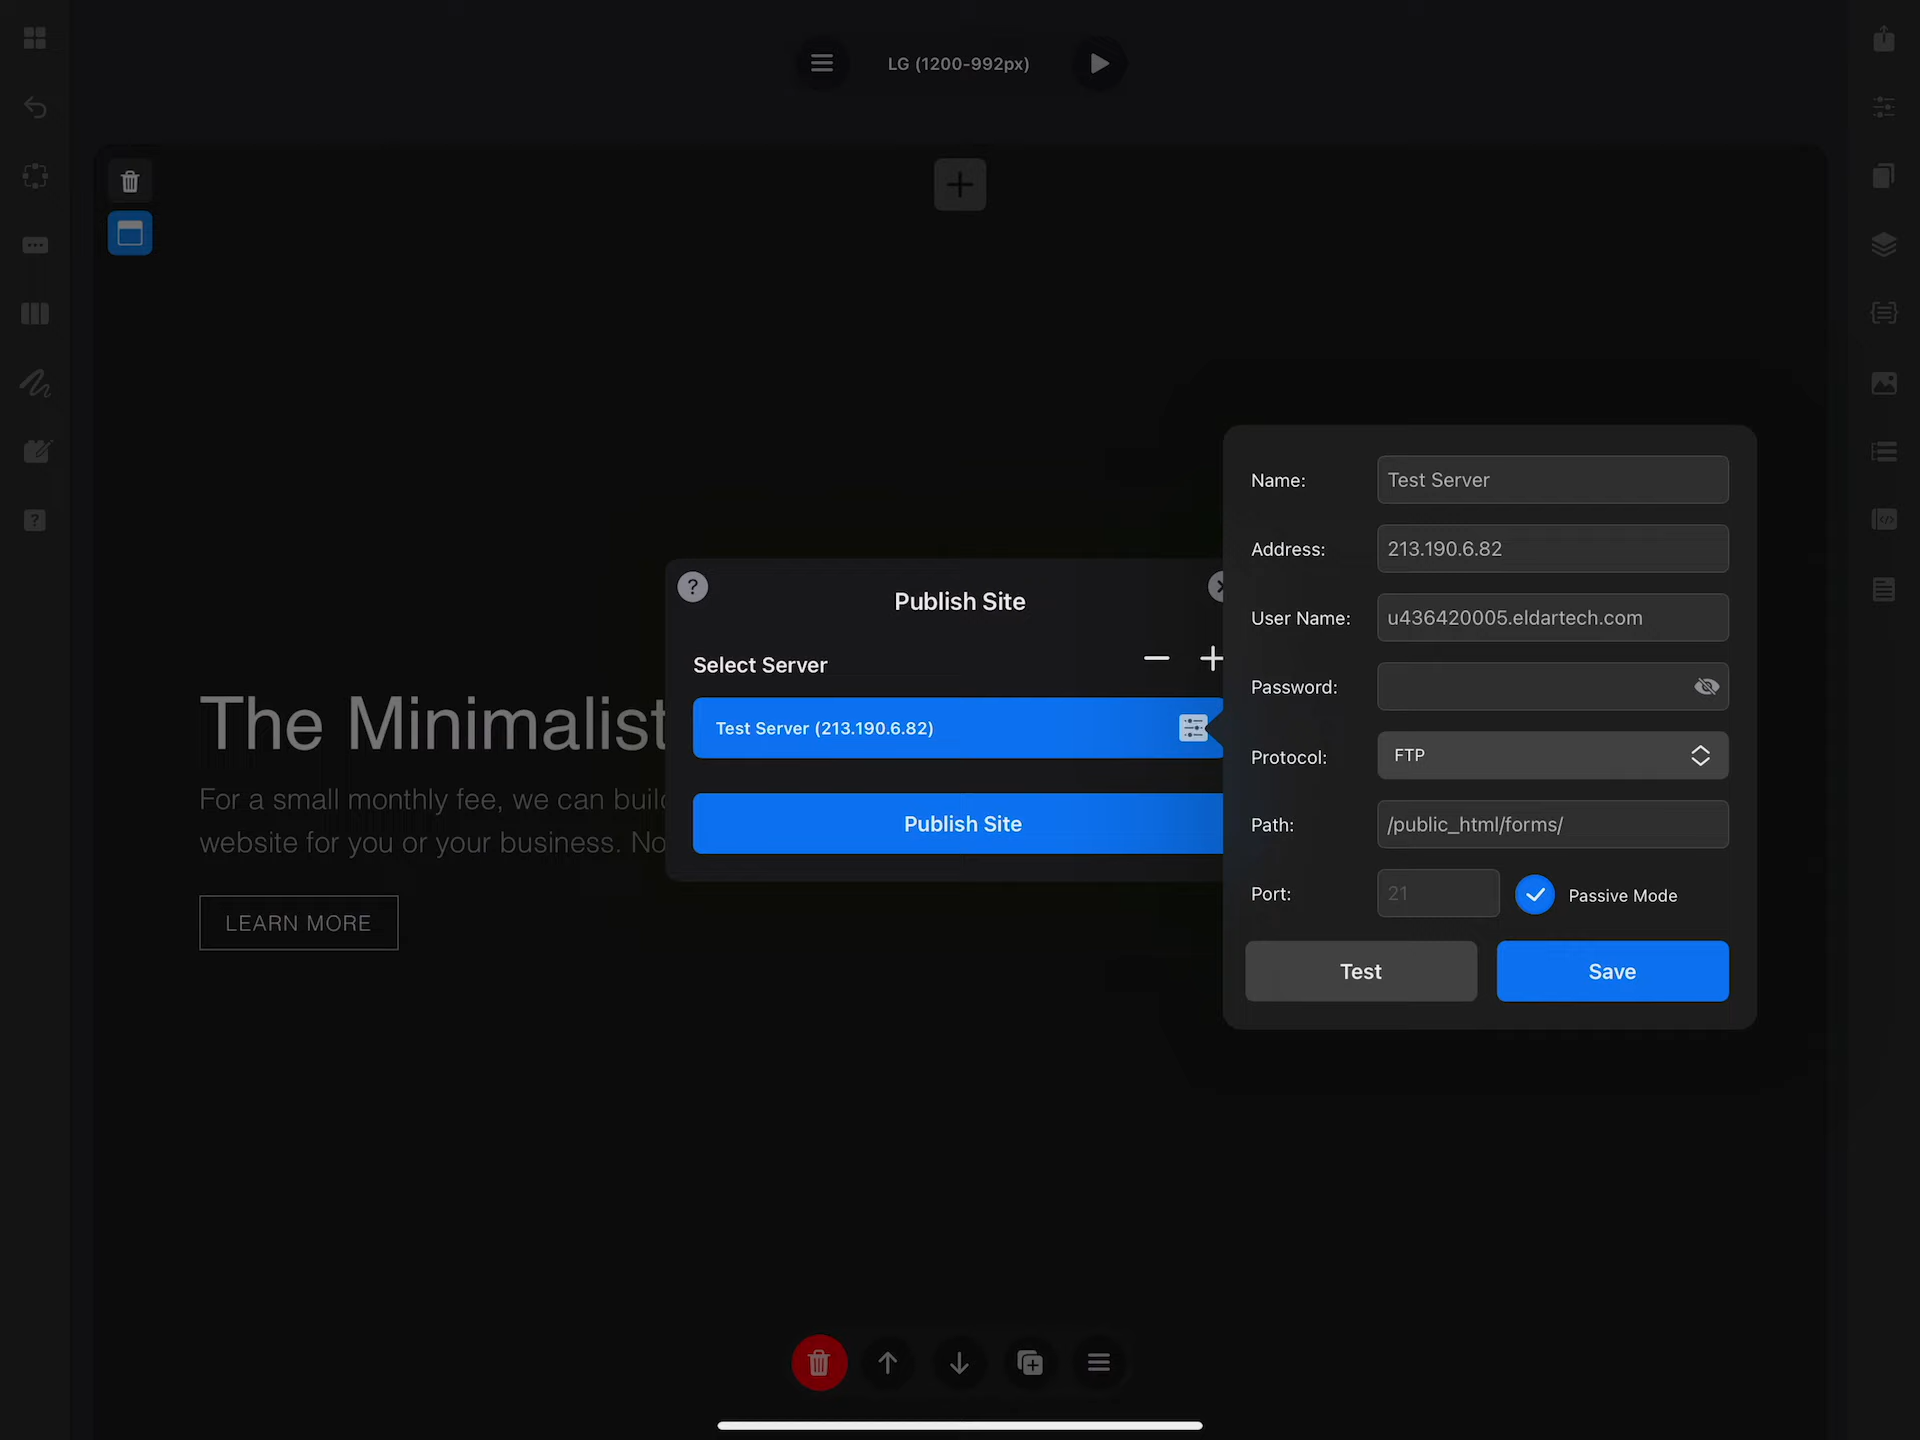 LG (1200-992px)
The Minimalist
For a small monthly fee, we can build
website for you or your business. No
LEARN MORE
?
Publish Site
Select Server
Test Server (213.190.6.82)
Publish Site
Name: Test Server
Address: 213.190.6.82
User Name: u436420005.eldartech.com
Password:
Protocol: FTP
Path: /public_html/forms/
Port: 21 Passive Mode
Test Save